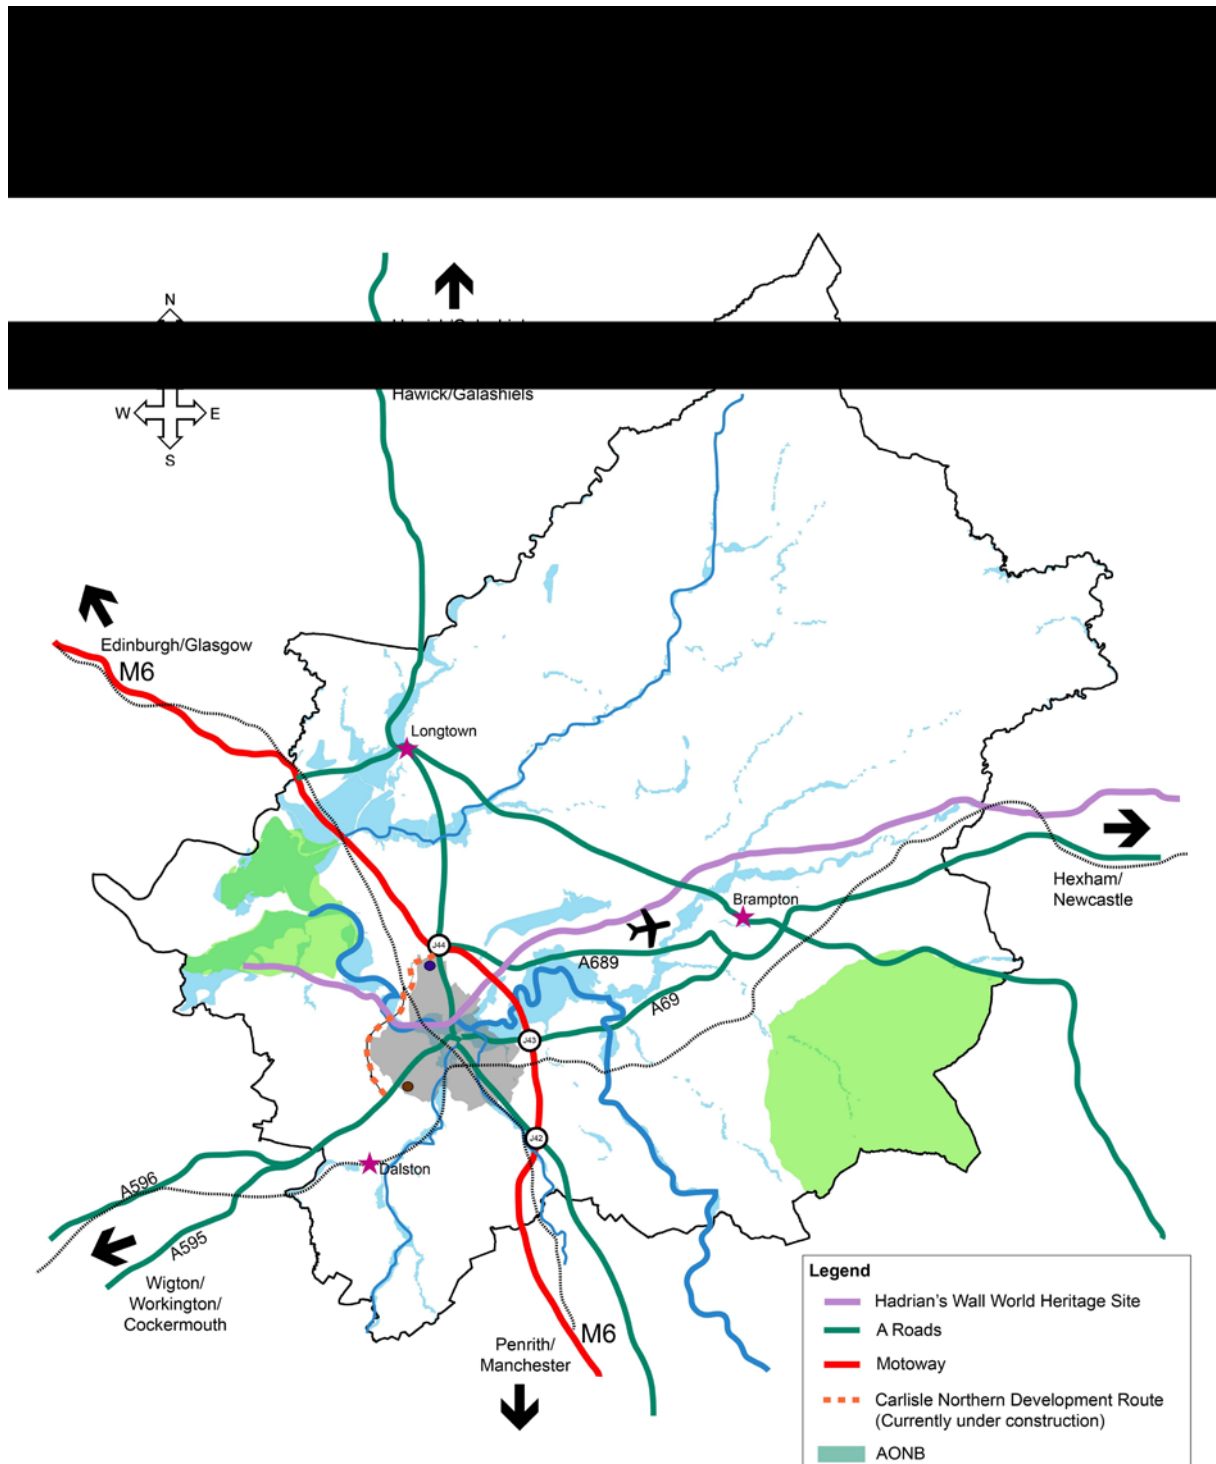 N
W
E
S
Hawick/Galashiels
Edinburgh/Glasgow
M6
Longtown
Hexham/
Newcastle
Brampton
J44
A689
A69
J43
J42
Dalston
A596
A595
Wigton/
Workington/
Cockermouth
Penrith/
Manchester
M6
Legend
Hadrian's Wall World Heritage Site
A Roads
Motoway
Carlisle Northern Development Route
(Currently under construction)
AONB